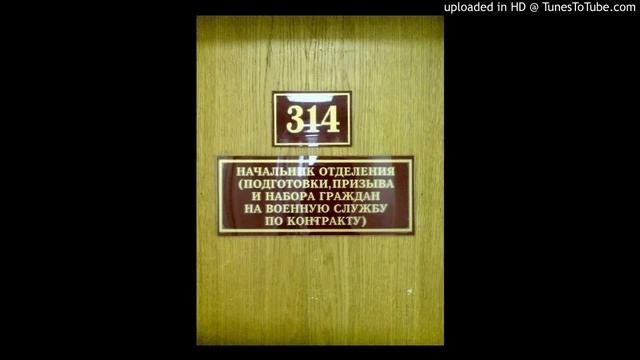 uploaded in HD @ TunesToTube.com
314
НАЧАЛЬНИК ОТДЕЛЕНИЯ
(ПОДГОТОВКИ,ПРИЗЫВА
И НАБОРА ГРАЖДАН
НА ВОЕННУЮ СЛУЖБУ
ПО КОНТРАКТУ)